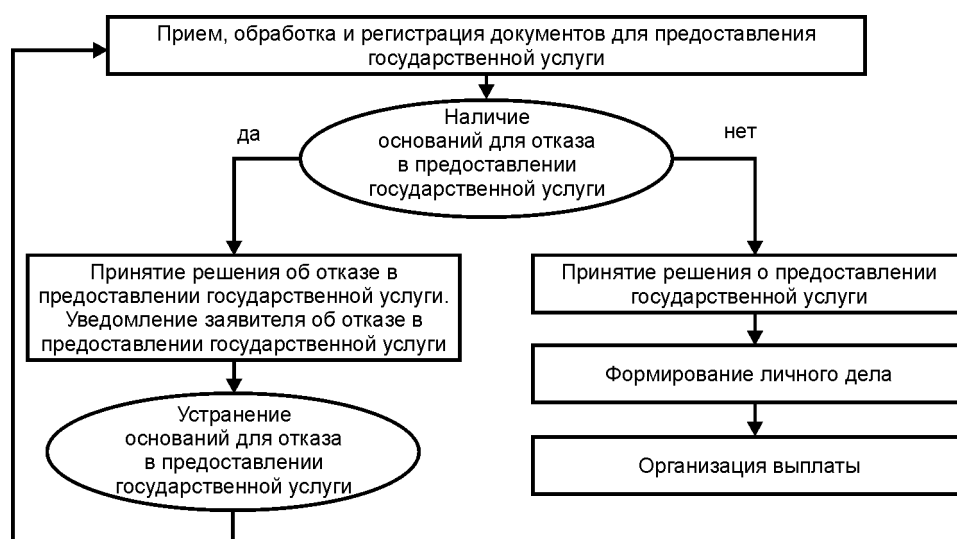 Прием, обработка и регистрация документов для предоставления
государственной услуги
Наличие
оснований для отказа
в предоставлении
государственной услуги
да
нет
Принятие решения об отказе в
предоставлении государственной услуги.
Уведомление заявителя об отказе в
предоставлении государственной услуги
Устранение
оснований для отказа
в предоставлении
государственной услуги
Принятие решения о предоставлении
государственной услуги
Формирование личного дела
Организация выплаты